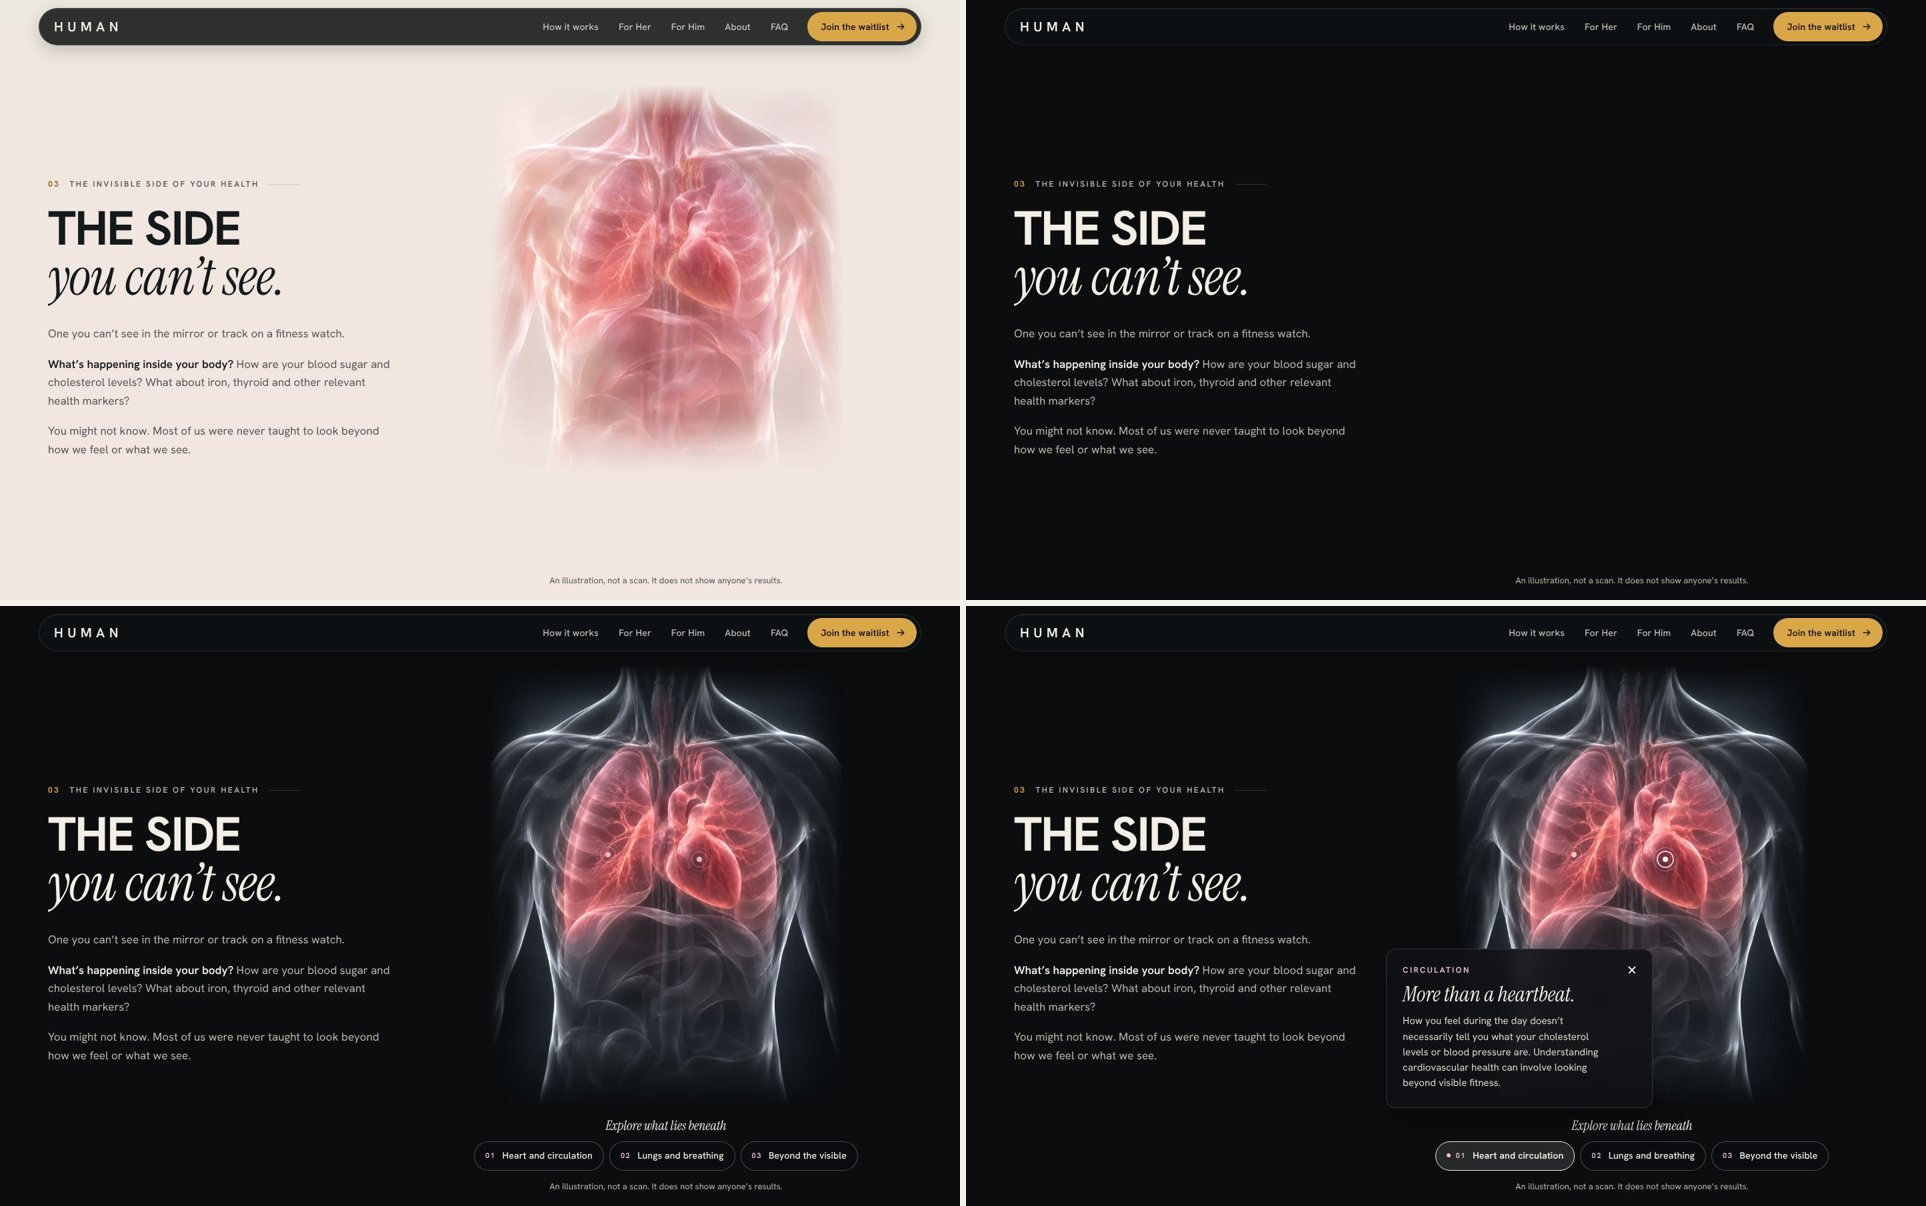 HUMAN How it works For Her For Him About FAQ Join the waitlist →
03 THE INVISIBLE SIDE OF YOUR HEALTH
THE SIDE
you can’t see.
One you can’t see in the mirror or track on a fitness watch.
What’s happening inside your body? How are your blood sugar and
cholesterol levels? What about iron, thyroid and other relevant
health markers?
You might not know. Most of us were never taught to look beyond
how we feel or what we see.
An illustration, not a scan. It does not show anyone’s results.
HUMAN How it works For Her For Him About FAQ Join the waitlist →
03 THE INVISIBLE SIDE OF YOUR HEALTH
THE SIDE
you can’t see.
One you can’t see in the mirror or track on a fitness watch.
What’s happening inside your body? How are your blood sugar and
cholesterol levels? What about iron, thyroid and other relevant
health markers?
You might not know. Most of us were never taught to look beyond
how we feel or what we see.
An illustration, not a scan. It does not show anyone’s results.
HUMAN How it works For Her For Him About FAQ Join the waitlist →
03 THE INVISIBLE SIDE OF YOUR HEALTH
THE SIDE
you can’t see.
One you can’t see in the mirror or track on a fitness watch.
What’s happening inside your body? How are your blood sugar and
cholesterol levels? What about iron, thyroid and other relevant
health markers?
You might not know. Most of us were never taught to look beyond
how we feel or what we see.
Explore what lies beneath
01 Heart and circulation 02 Lungs and breathing 03 Beyond the visible
An illustration, not a scan. It does not show anyone’s results.
HUMAN How it works For Her For Him About FAQ Join the waitlist →
03 THE INVISIBLE SIDE OF YOUR HEALTH
THE SIDE
you can’t see.
One you can’t see in the mirror or track on a fitness watch.
What’s happening inside your body? How are your blood sugar and
cholesterol levels? What about iron, thyroid and other relevant
health markers?
You might not know. Most of us were never taught to look beyond
how we feel or what we see.
CIRCULATION
More than a heartbeat.
How you feel during the day doesn’t
necessarily tell you what your cholesterol
levels or blood pressure are. Understanding
cardiovascular health can involve looking
beyond visible fitness.
Explore what lies beneath
01 Heart and circulation 02 Lungs and breathing 03 Beyond the visible
An illustration, not a scan. It does not show anyone’s results.